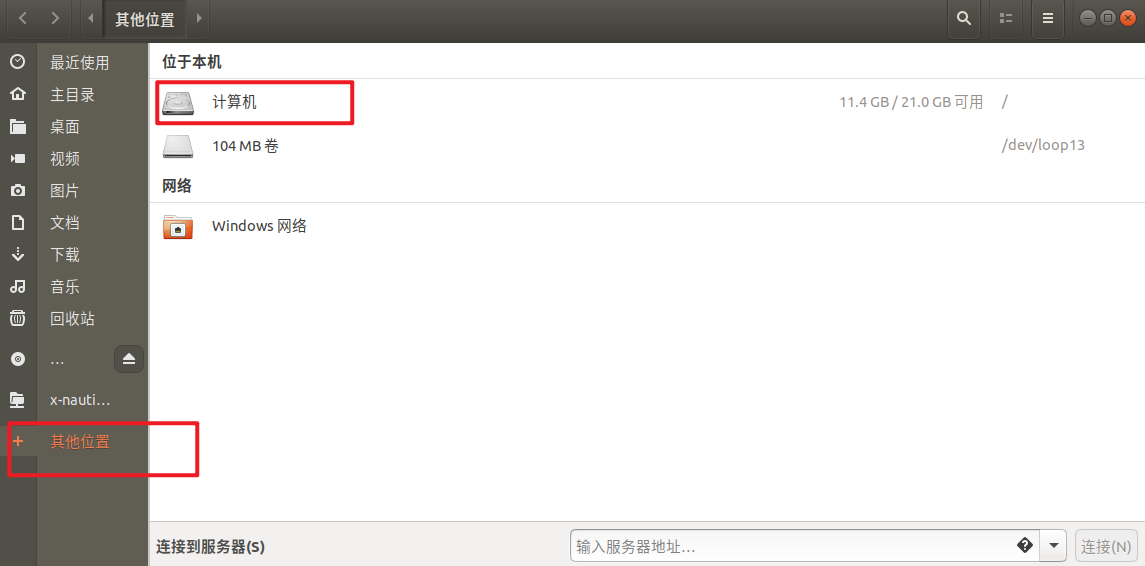 其他位置
最近使用
主目录
桌面
视频
图片
文档
下载
音乐
回收站
...
x-nauti...
+ 其他位置
位于本机
计算机 11.4 GB / 21.0 GB 可用 /
104 MB 卷 /dev/loop13
网络
Windows 网络
连接到服务器(S) 输入服务器地址... 连接(N)